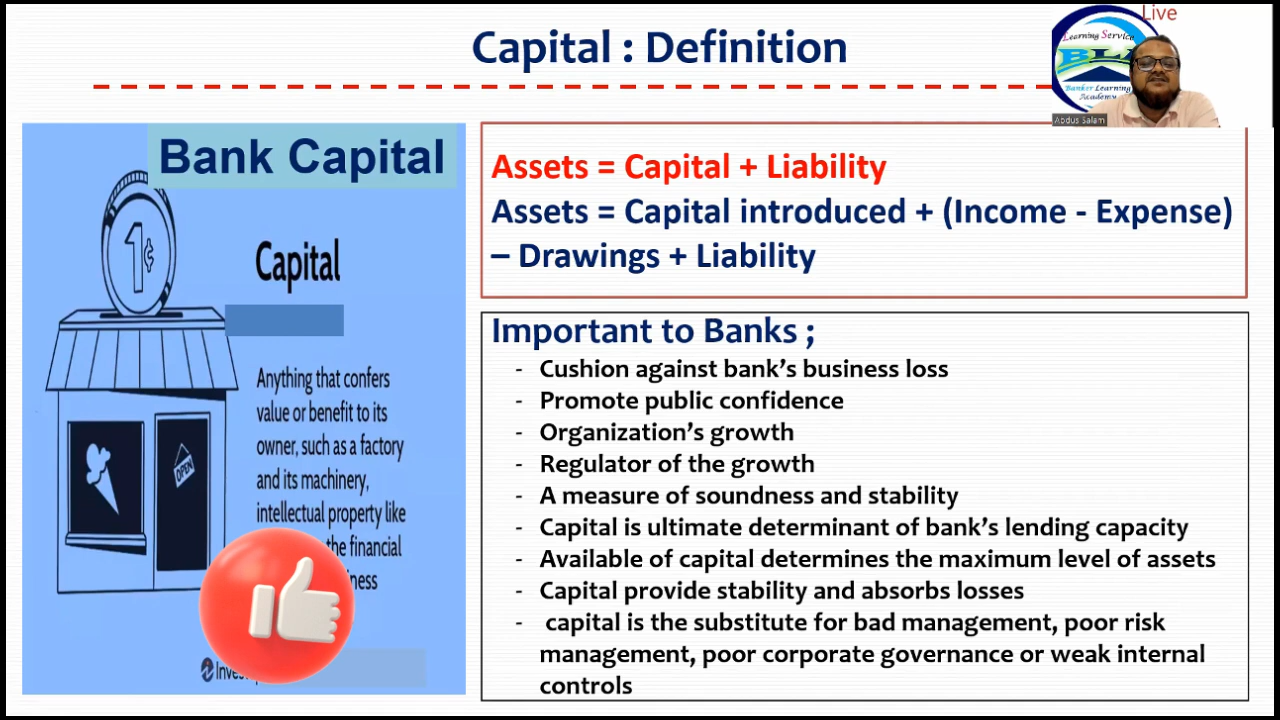 Capital : Definition
Live
Learning Service
BLA
Banker Learning
Academy
Abdus Salam
Bank Capital
1¢
Capital
Anything that confers
value or benefit to its
owner, such as a factory
and its machinery,
intellectual property like
the financial
OPEN
Assets = Capital + Liability
Assets = Capital introduced + (Income - Expense)
– Drawings + Liability
Important to Banks ;
- Cushion against bank’s business loss
- Promote public confidence
- Organization’s growth
- Regulator of the growth
- A measure of soundness and stability
- Capital is ultimate determinant of bank’s lending capacity
- Available of capital determines the maximum level of assets
- Capital provide stability and absorbs losses
- capital is the substitute for bad management, poor risk
management, poor corporate governance or weak internal
controls